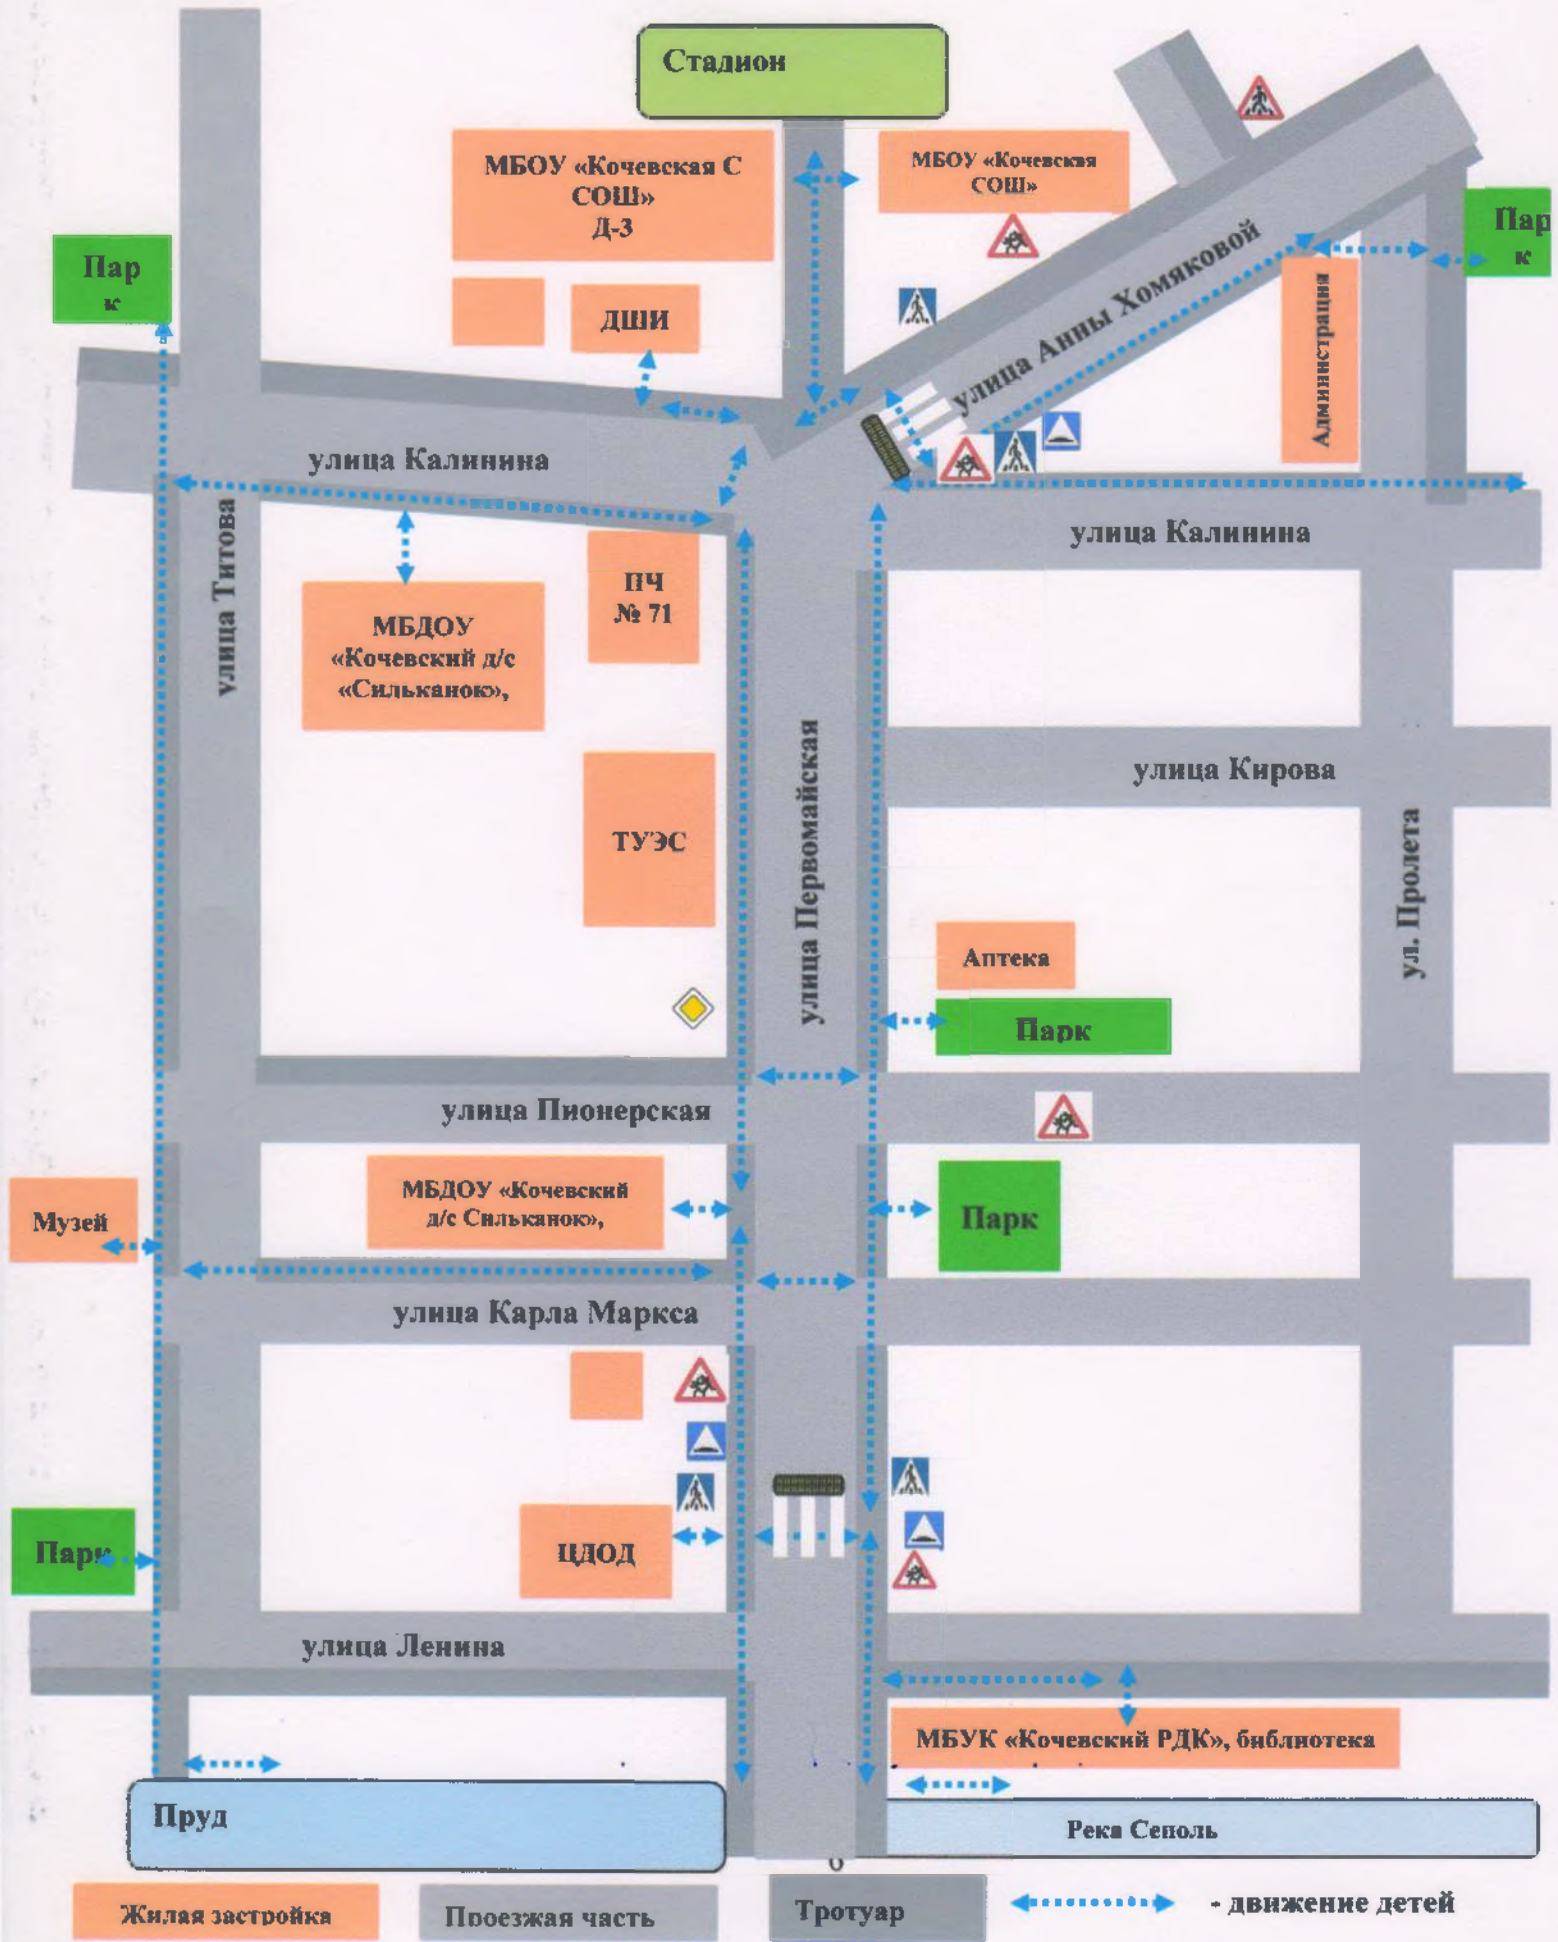 Стадион
МБОУ «Кочевская С
СОШ»
Д-3
МБОУ «Кочевская
СОШ»
Пар
к
Пар
к
ДШИ
улица Анны Хомяковой
Администрация
улица Калинина
улица Калинина
улица Титова
ПЧ
№ 71
МБДОУ
«Кочевский д/с
«Сильканок»,
улица Первомайская
улица Кирова
ТУЭС
ул. Пролета
Аптека
Парк
улица Пионерская
МБДОУ «Кочевский
д/с Сильканок»,
Музей
Парк
улица Карла Маркса
Парк
ЦДОД
улица Ленина
МБУК «Кочевский РДК», библиотека
Пруд
Река Сеполь
6
Жилая застройка
Проезжая часть
Тротуар
- движение детей